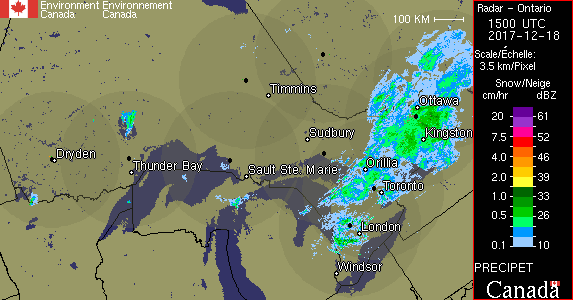 Environment Environnement
Canada Canada
100 KM
Radar - Ontario
1500 UTC
2017-12-18
Scale/Échelle:
3.5 km/Pixel
Snow/Neige
cm/hr dBZ
20 61
7.5 52
4.0 46
2.0 39
1.0 33
0.5 26
0.1 10
PRECIPET
Canada
Timmins
Ottawa
Sudbury
Kingston
Dryden
Thunder Bay
Sault Ste. Marie
Orillia
Toronto
London
Windsor